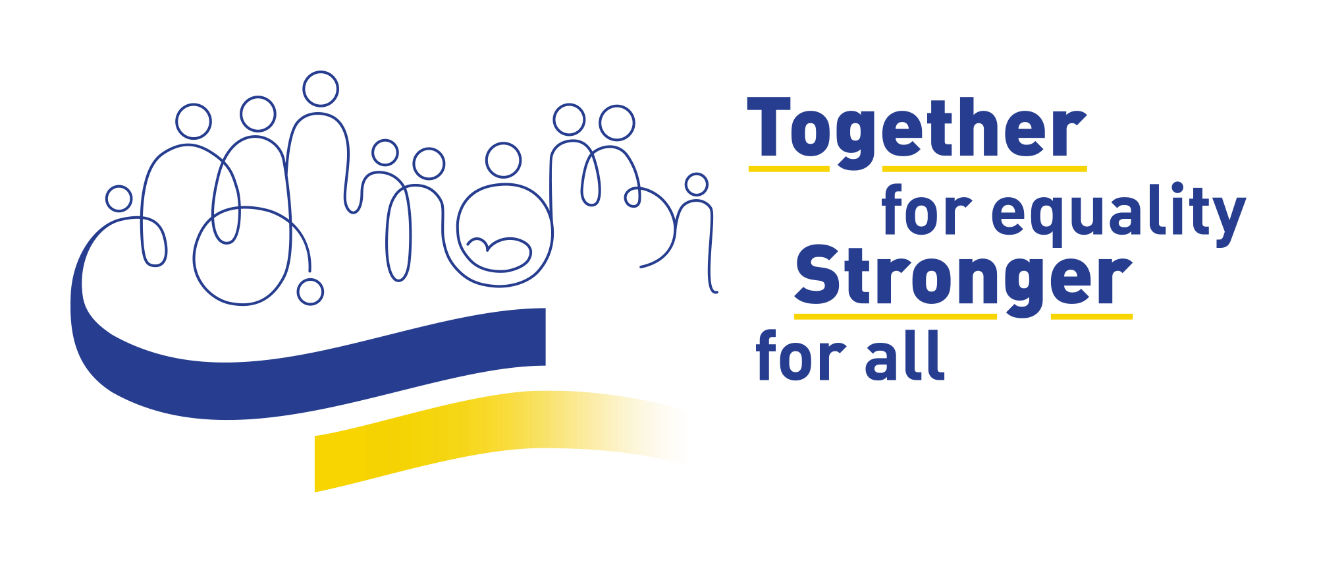 Together
for equality
Stronger
for all